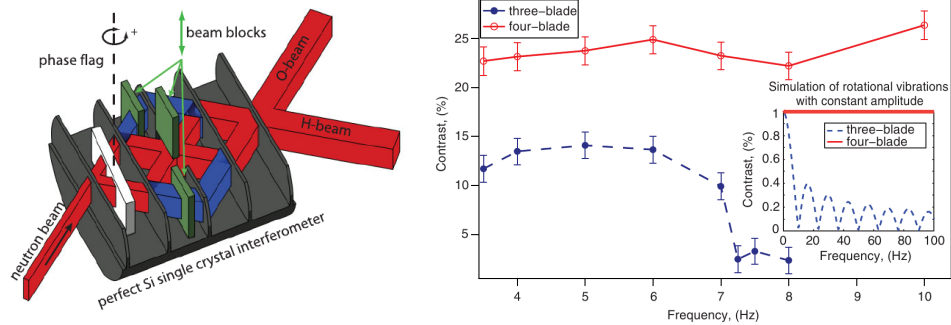 +
phase flag
beam blocks
O-beam
H-beam
neutron beam
perfect Si single crystal interferometer
three-blade
four-blade
Contrast, (%)
25
20
15
10
5
4
5
6
7
8
9
10
Frequency, (Hz)
Simulation of rotational vibrations
with constant amplitude
three-blade
four-blade
Contrast, (%)
1
0.8
0.6
0.4
0.2
0
0
20
40
60
80
100
Frequency, (Hz)